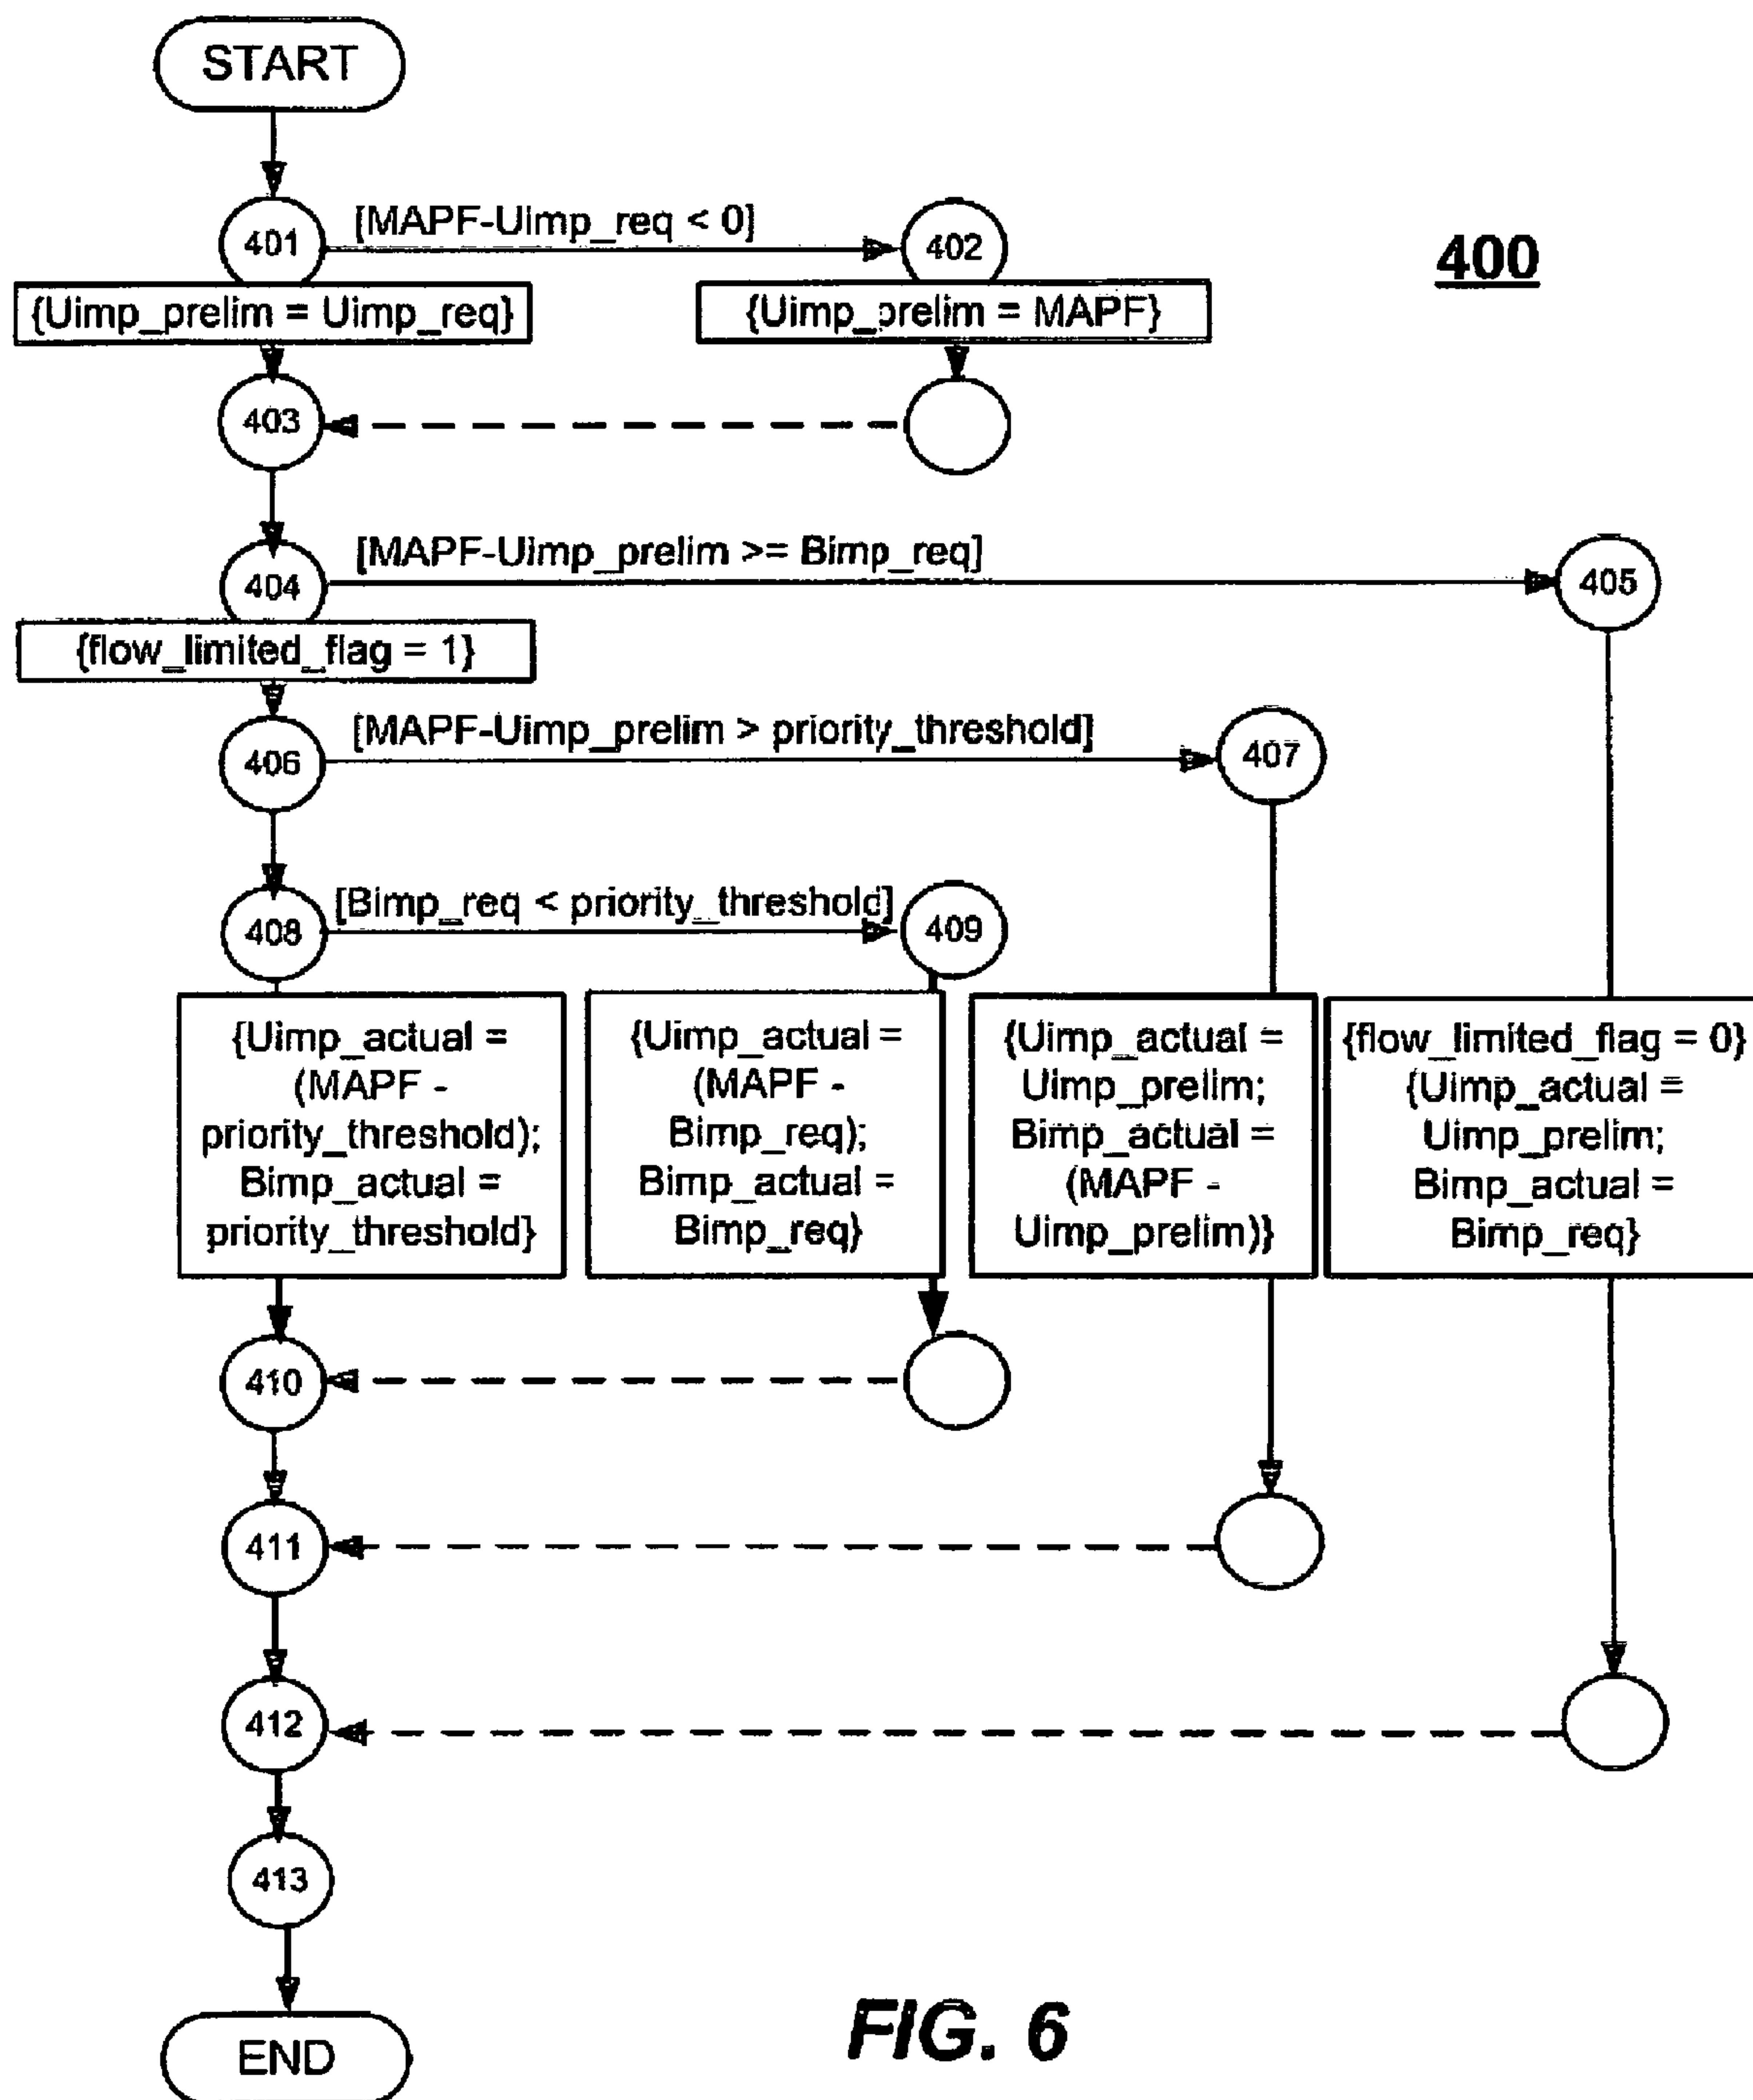 START
401
[MAPF-Uimp_req < 0]
402
400
{Uimp_prelim = Uimp_req}
{Uimp_prelim = MAPF}
403
404
[MAPF-Uimp_prelim >= Bimp_req]
405
{flow_limited_flag = 1}
406
[MAPF-Uimp_prelim > priority_threshold]
407
408
[Bimp_req < priority_threshold]
409
{Uimp_actual =
(MAPF -
priority_threshold);
Bimp_actual =
priority_threshold}
{Uimp_actual =
(MAPF -
Bimp_req);
Bimp_actual =
Bimp_req}
{Uimp_actual =
Uimp_prelim;
Bimp_actual =
(MAPF -
Uimp_prelim)}
{flow_limited_flag = 0}
{Uimp_actual =
Uimp_prelim;
Bimp_actual =
Bimp_req}
410
411
412
413
END
FIG. 6